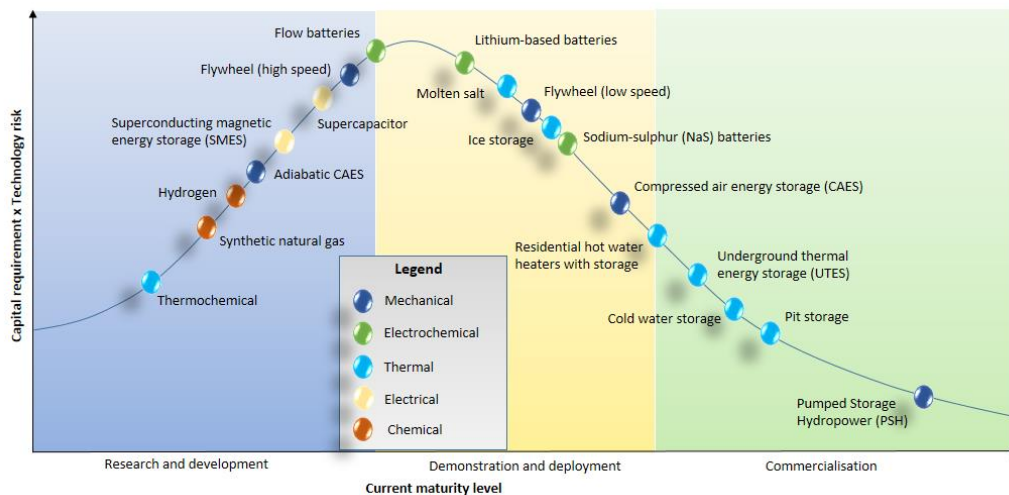 Flow batteries
Lithium-based batteries
Flywheel (high speed)
Molten salt
Flywheel (low speed)
Superconducting magnetic
energy storage (SMES)
Supercapacitor
Ice storage
Sodium-sulphur (NaS) batteries
Adiabatic CAES
Hydrogen
Compressed air energy storage (CAES)
Synthetic natural gas
Residential hot water
heaters with storage
Underground thermal
energy storage (UTES)
Thermochemical
Cold water storage
Pit storage
Pumped Storage
Hydropower (PSH)
Legend
Mechanical
Electrochemical
Thermal
Electrical
Chemical
Capital requirement x Technology risk
Research and development
Demonstration and deployment
Commercialisation
Current maturity level